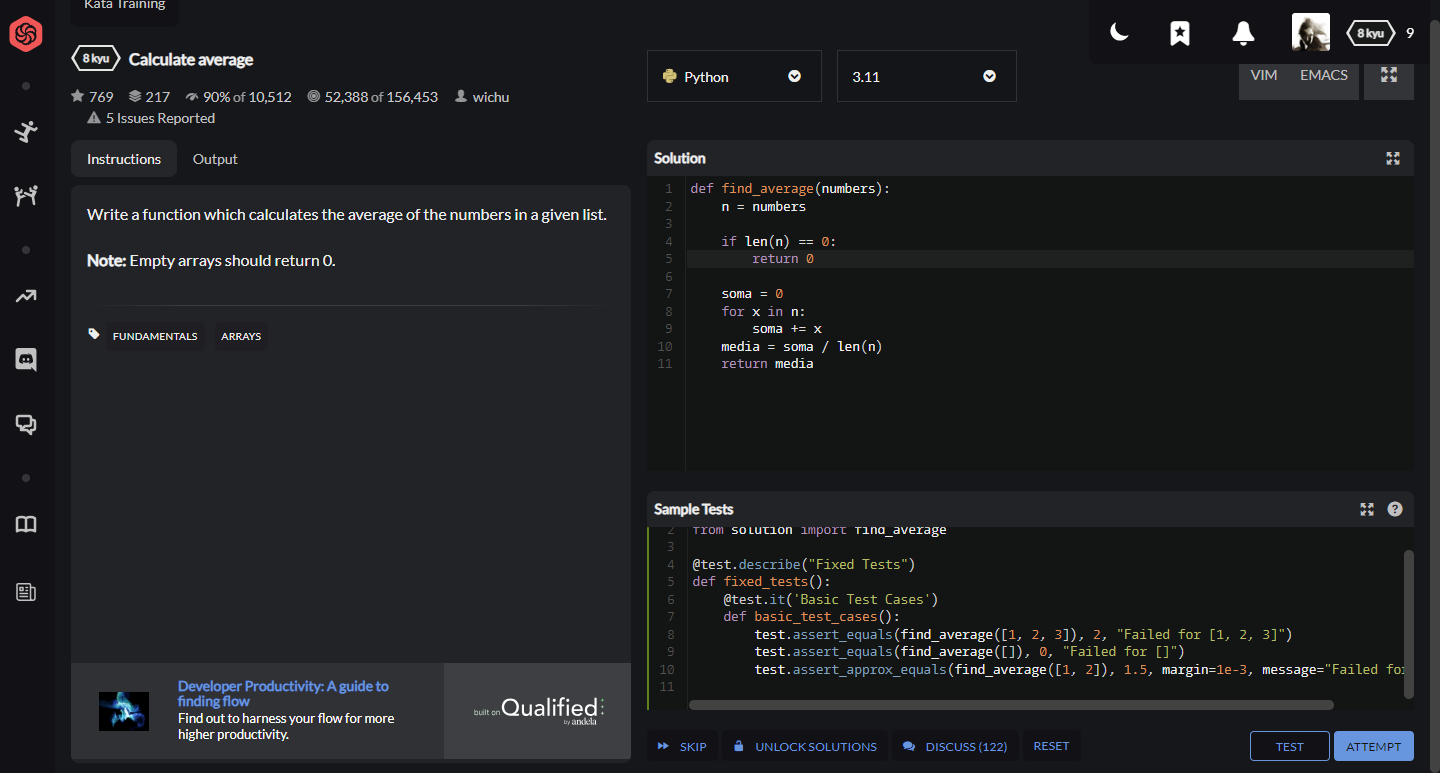 Kata Training
8 kyu
9
8 kyu Calculate average
769 217 90% of 10,512 52,388 of 156,453 wichu
5 Issues Reported
Python
3.11
VIM EMACS
Instructions Output
Write a function which calculates the average of the numbers in a given list.
Note: Empty arrays should return 0.
FUNDAMENTALS ARRAYS
Developer Productivity: A guide to
finding flow
Find out to harness your flow for more
higher productivity.
built on Qualified
by andela
Solution
1 def find_average(numbers):
2     n = numbers
3
4     if len(n) == 0:
5         return 0
6
7     soma = 0
8     for x in n:
9         soma += x
10     media = soma / len(n)
11     return media
Sample Tests
2 from solution import find_average
3
4 @test.describe("Fixed Tests")
5 def fixed_tests():
6     @test.it('Basic Test Cases')
7     def basic_test_cases():
8         test.assert_equals(find_average([1, 2, 3]), 2, "Failed for [1, 2, 3]")
9         test.assert_equals(find_average([]), 0, "Failed for []")
10         test.assert_approx_equals(find_average([1, 2]), 1.5, margin=1e-3, message="Failed fo
11
SKIP UNLOCK SOLUTIONS DISCUSS (122) RESET
TEST ATTEMPT